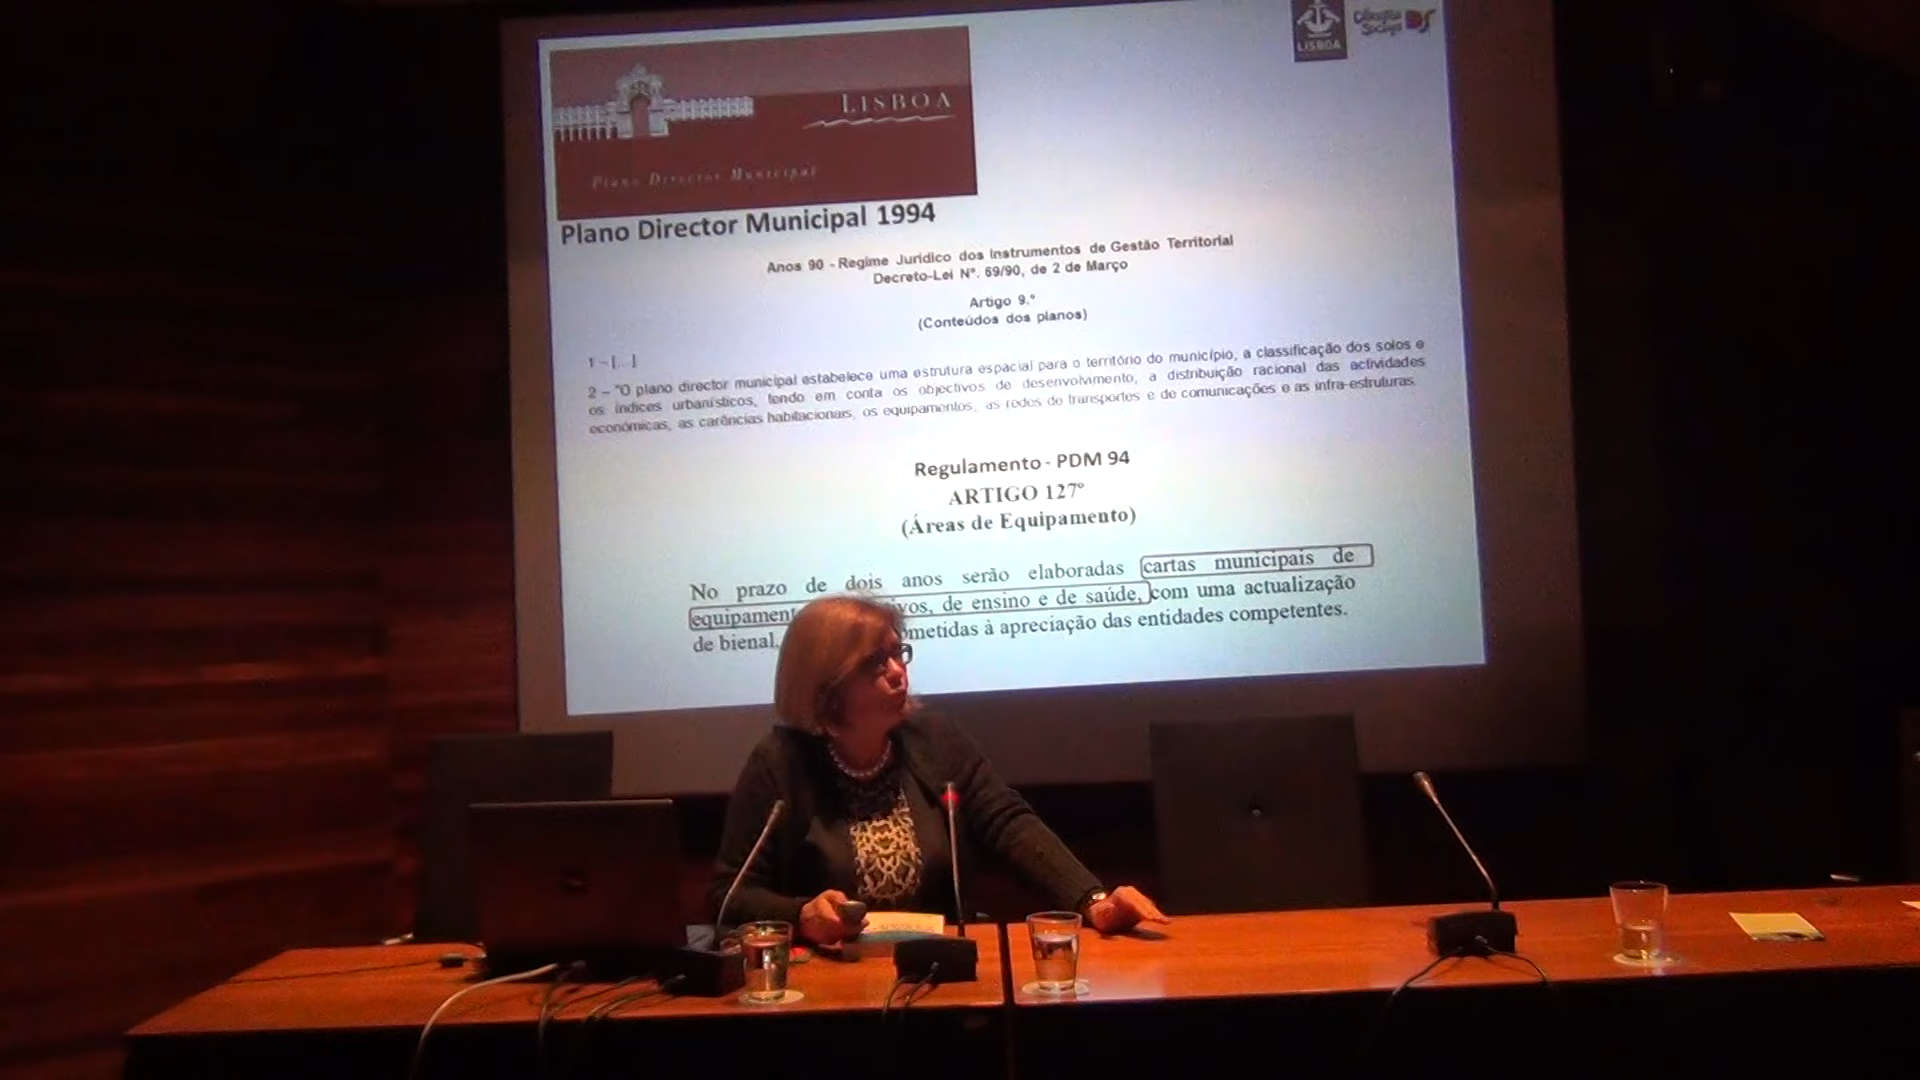 LISBOA
LISBOA
Plano Director Municipal
Plano Director Municipal 1994
Anos 90 - Regime Jurídico dos Instrumentos de Gestão Territorial
Decreto-Lei Nº. 69/90, de 2 de Março
Artigo 9.º
(Conteúdos dos planos)
1 – [...]
2 – "O plano director municipal estabelece uma estrutura espacial para o território do município, a classificação dos solos e
os índices urbanísticos, tendo em conta os objectivos de desenvolvimento, a distribuição racional das actividades
económicas, as carências habitacionais, os equipamentos, as redes de transportes e de comunicações e as infra-estruturas.
Regulamento - PDM 94
ARTIGO 127º
(Áreas de Equipamento)
No prazo de dois anos serão elaboradas cartas municipais de
equipament vos, de ensino e de saúde, com uma actualização
de bienal, ometidas à apreciação das entidades competentes.